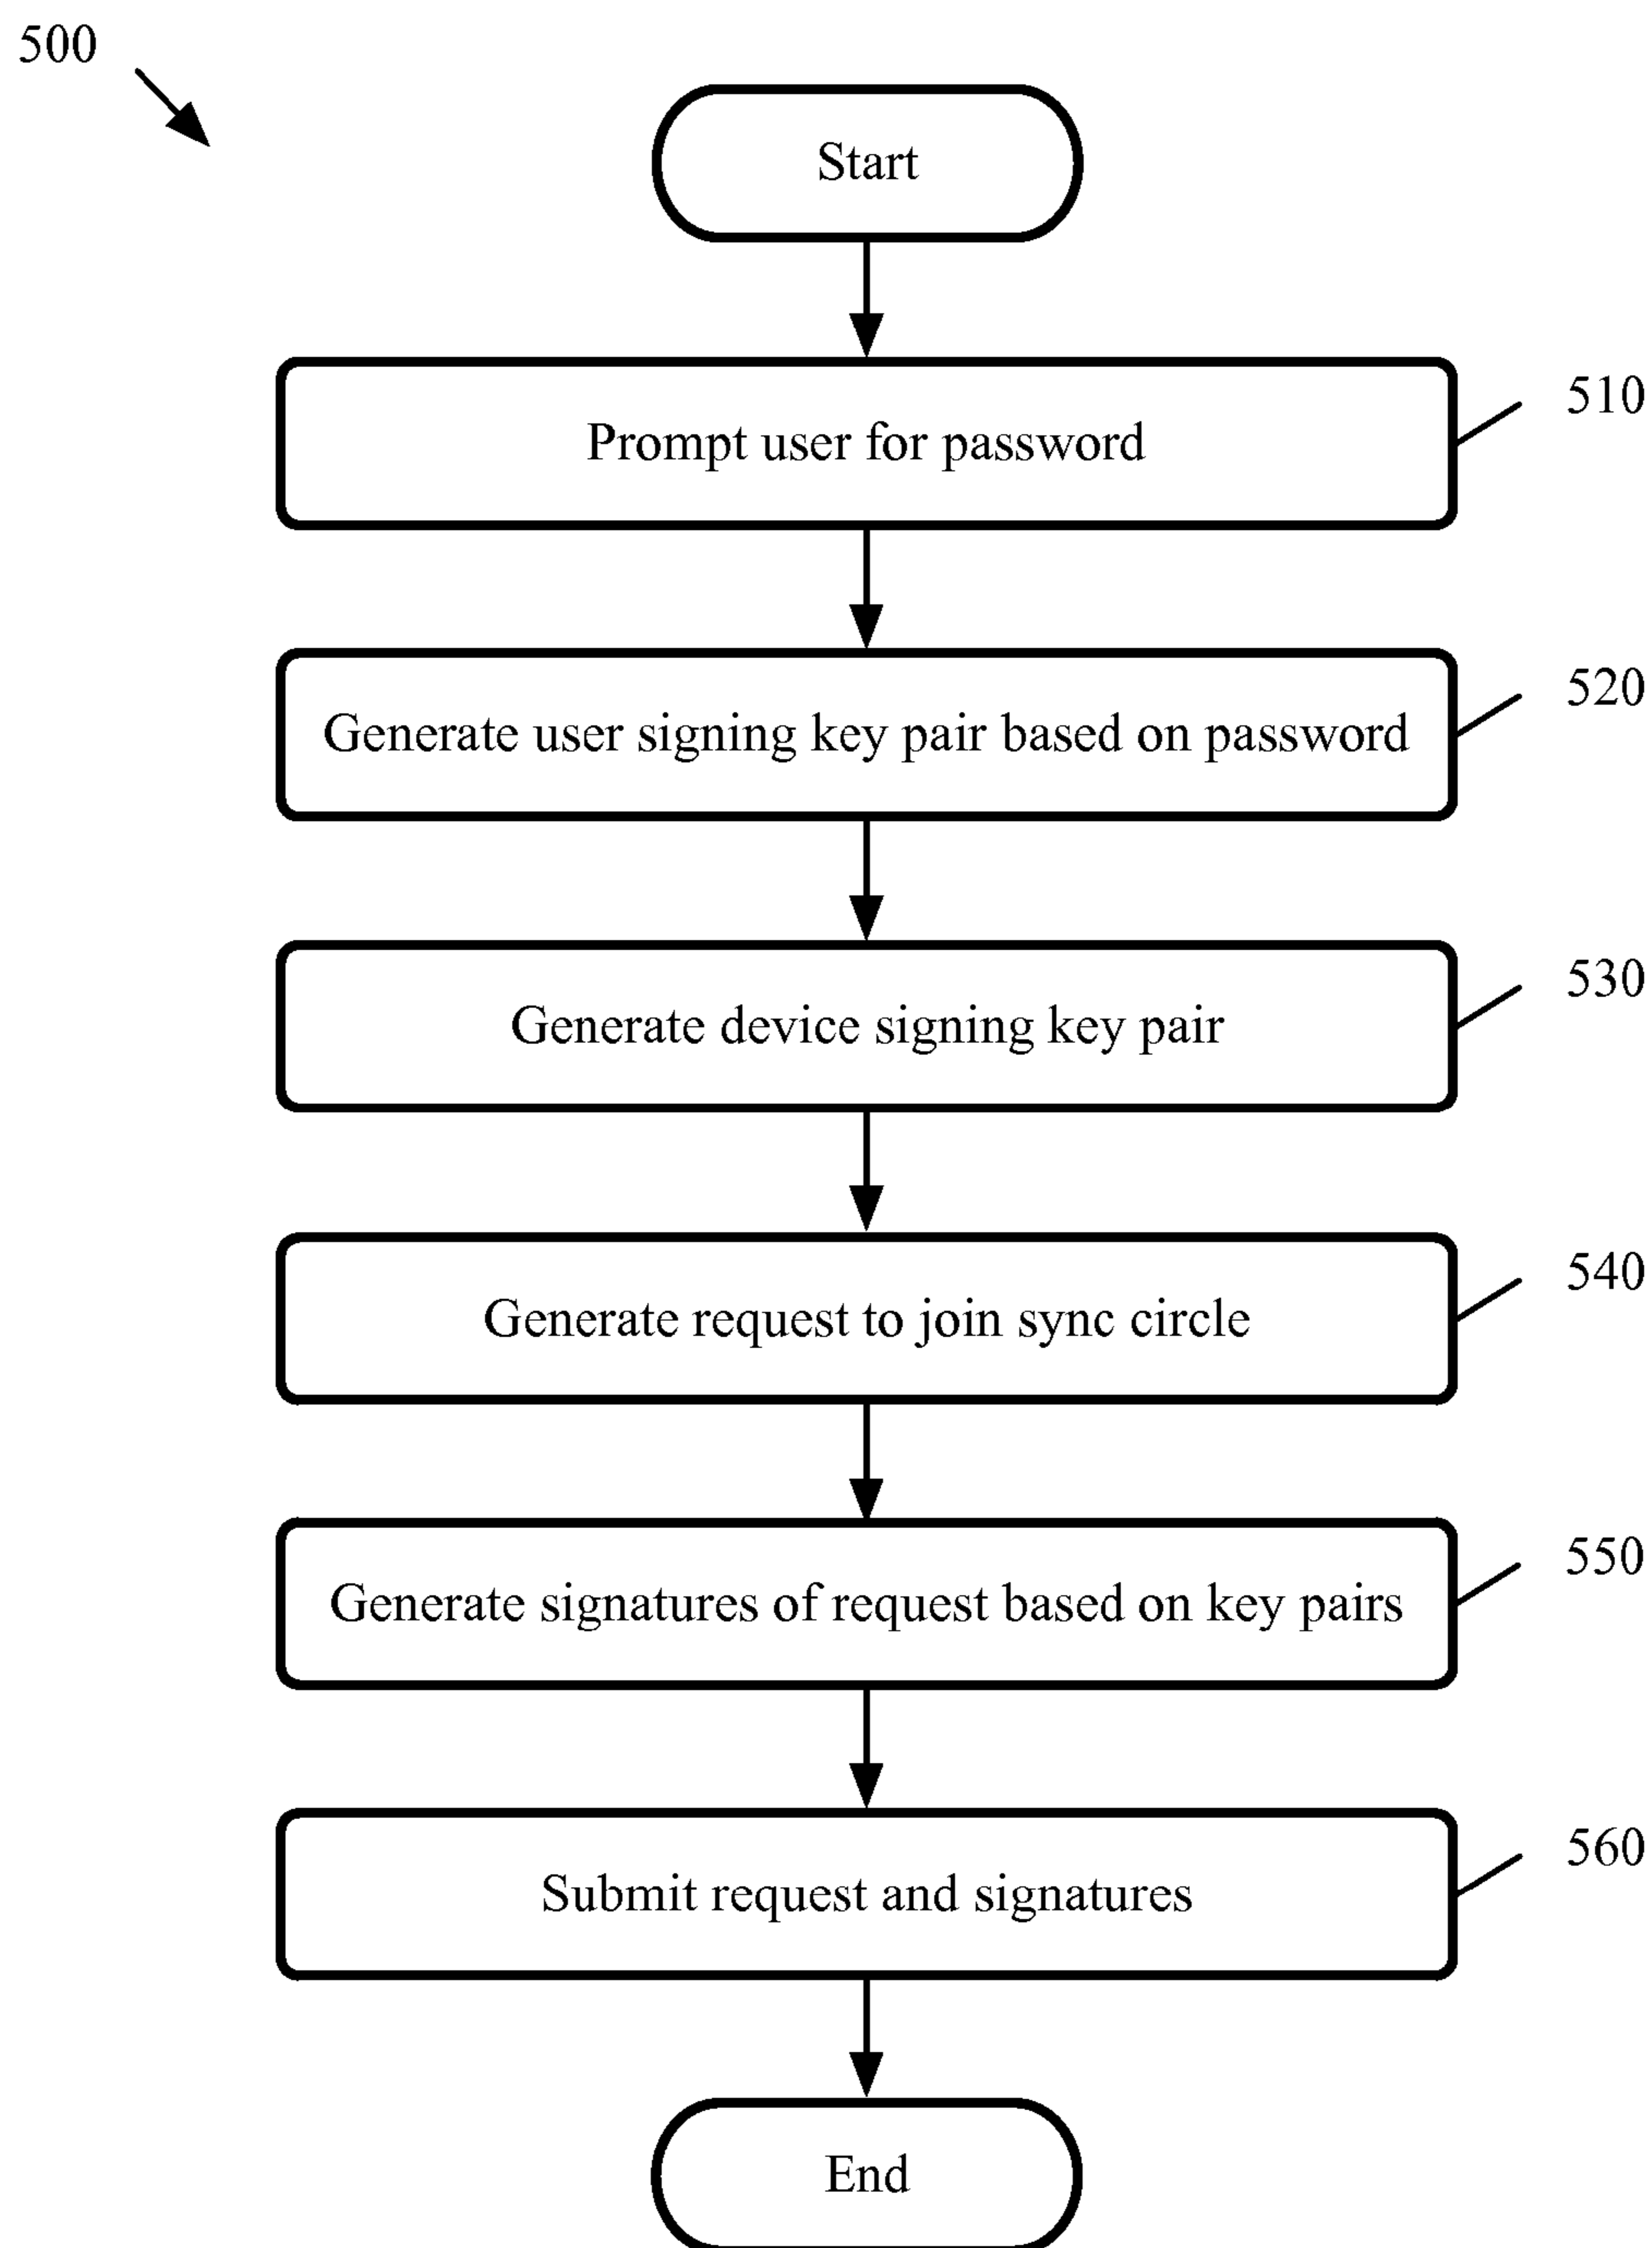 500
Start
Prompt user for password
510
Generate user signing key pair based on password
520
Generate device signing key pair
530
Generate request to join sync circle
540
Generate signatures of request based on key pairs
550
Submit request and signatures
560
End